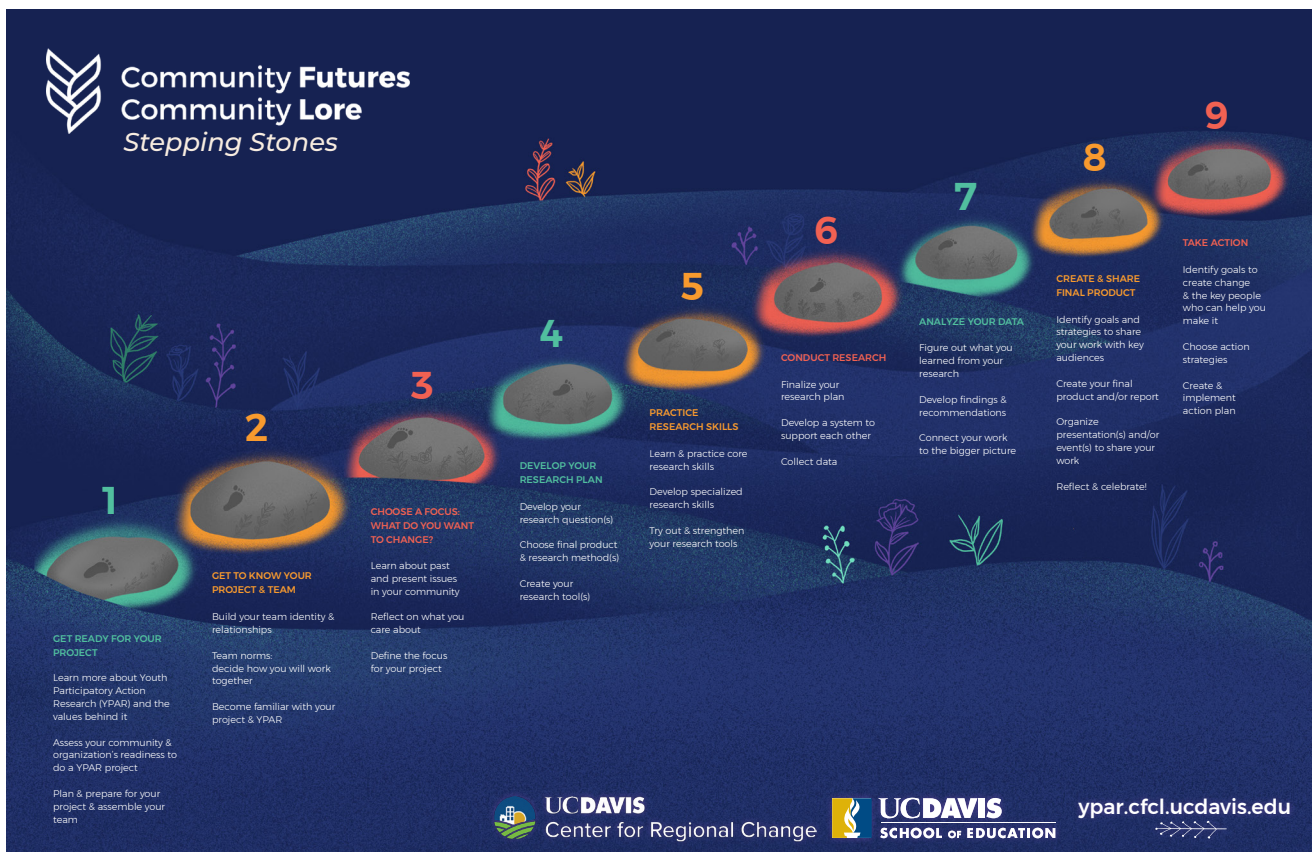 Community Futures
Community Lore
Stepping Stones
1
GET READY FOR YOUR
PROJECT
Learn more about Youth
Participatory Action
Research (YPAR) and the
values behind it
Assess your community &
organization's readiness to
do a YPAR project
Plan & prepare for your
project & assemble your
team
2
GET TO KNOW YOUR
PROJECT & TEAM
Build your team identity &
relationships
Team norms:
decide how you will work
together
Become familiar with your
project & YPAR
3
CHOOSE A FOCUS:
WHAT DO YOU WANT
TO CHANGE?
Learn about past
and present issues
in your community
Reflect on what you
care about
Define the focus
for your project
4
DEVELOP YOUR
RESEARCH PLAN
Develop your
research question(s)
Choose final product
& research method(s)
Create your
research tool(s)
5
PRACTICE
RESEARCH SKILLS
Learn & practice core
research skills
Develop specialized
research skills
Try out & strengthen
your research tools
6
CONDUCT RESEARCH
Finalize your
research plan
Develop a system to
support each other
Collect data
7
ANALYZE YOUR DATA
Figure out what you
learned from your
research
Develop findings &
recommendations
Connect your work
to the bigger picture
8
CREATE & SHARE
FINAL PRODUCT
Identify goals and
strategies to share
your work with key
audiences
Create your final
product and/or report
Organize
presentation(s) and/or
event(s) to share your
work
Reflect & celebrate!
9
TAKE ACTION
Identify goals to
create change
& the key people
who can help you
make it
Choose action
strategies
Create &
implement
action plan
UCDAVIS
Center for Regional Change
UCDAVIS
SCHOOL OF EDUCATION
ypar.cfcl.ucdavis.edu